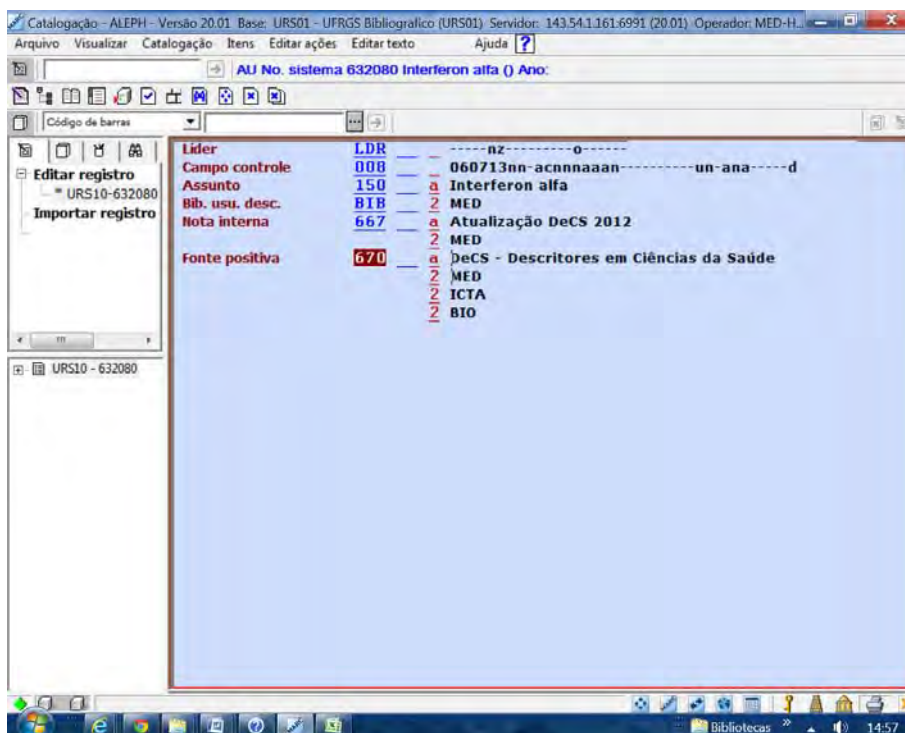 Catalogação - ALEPH - Versão 20.01 Base: URS01 - UFRGS Bibliografico (URS01) Servidor: 143.54.1.161:6991 (20.01) Operador: MED-H...
Arquivo Visualizar Catalogação Itens Editar ações Editar texto Ajuda ?
AU No. sistema 632080 Interferon alfa () Ano:
Código de barras
Editar registro
* URS10-632080
Importar registro
Líder LDR -----nz---------o------
Campo controle 008 060713nn-acnnnaaan----------un-ana-----d
Assunto 150 a Interferon alfa
Bib. usu. desc. BIB 2 MED
Nota interna 667 a Atualização DeCS 2012
2 MED
Fonte positiva 670 a DeCS - Descritores em Ciências da Saúde
2 MED
2 ICTA
2 BIO
URS10 - 632080
Bibliotecas » 14:57